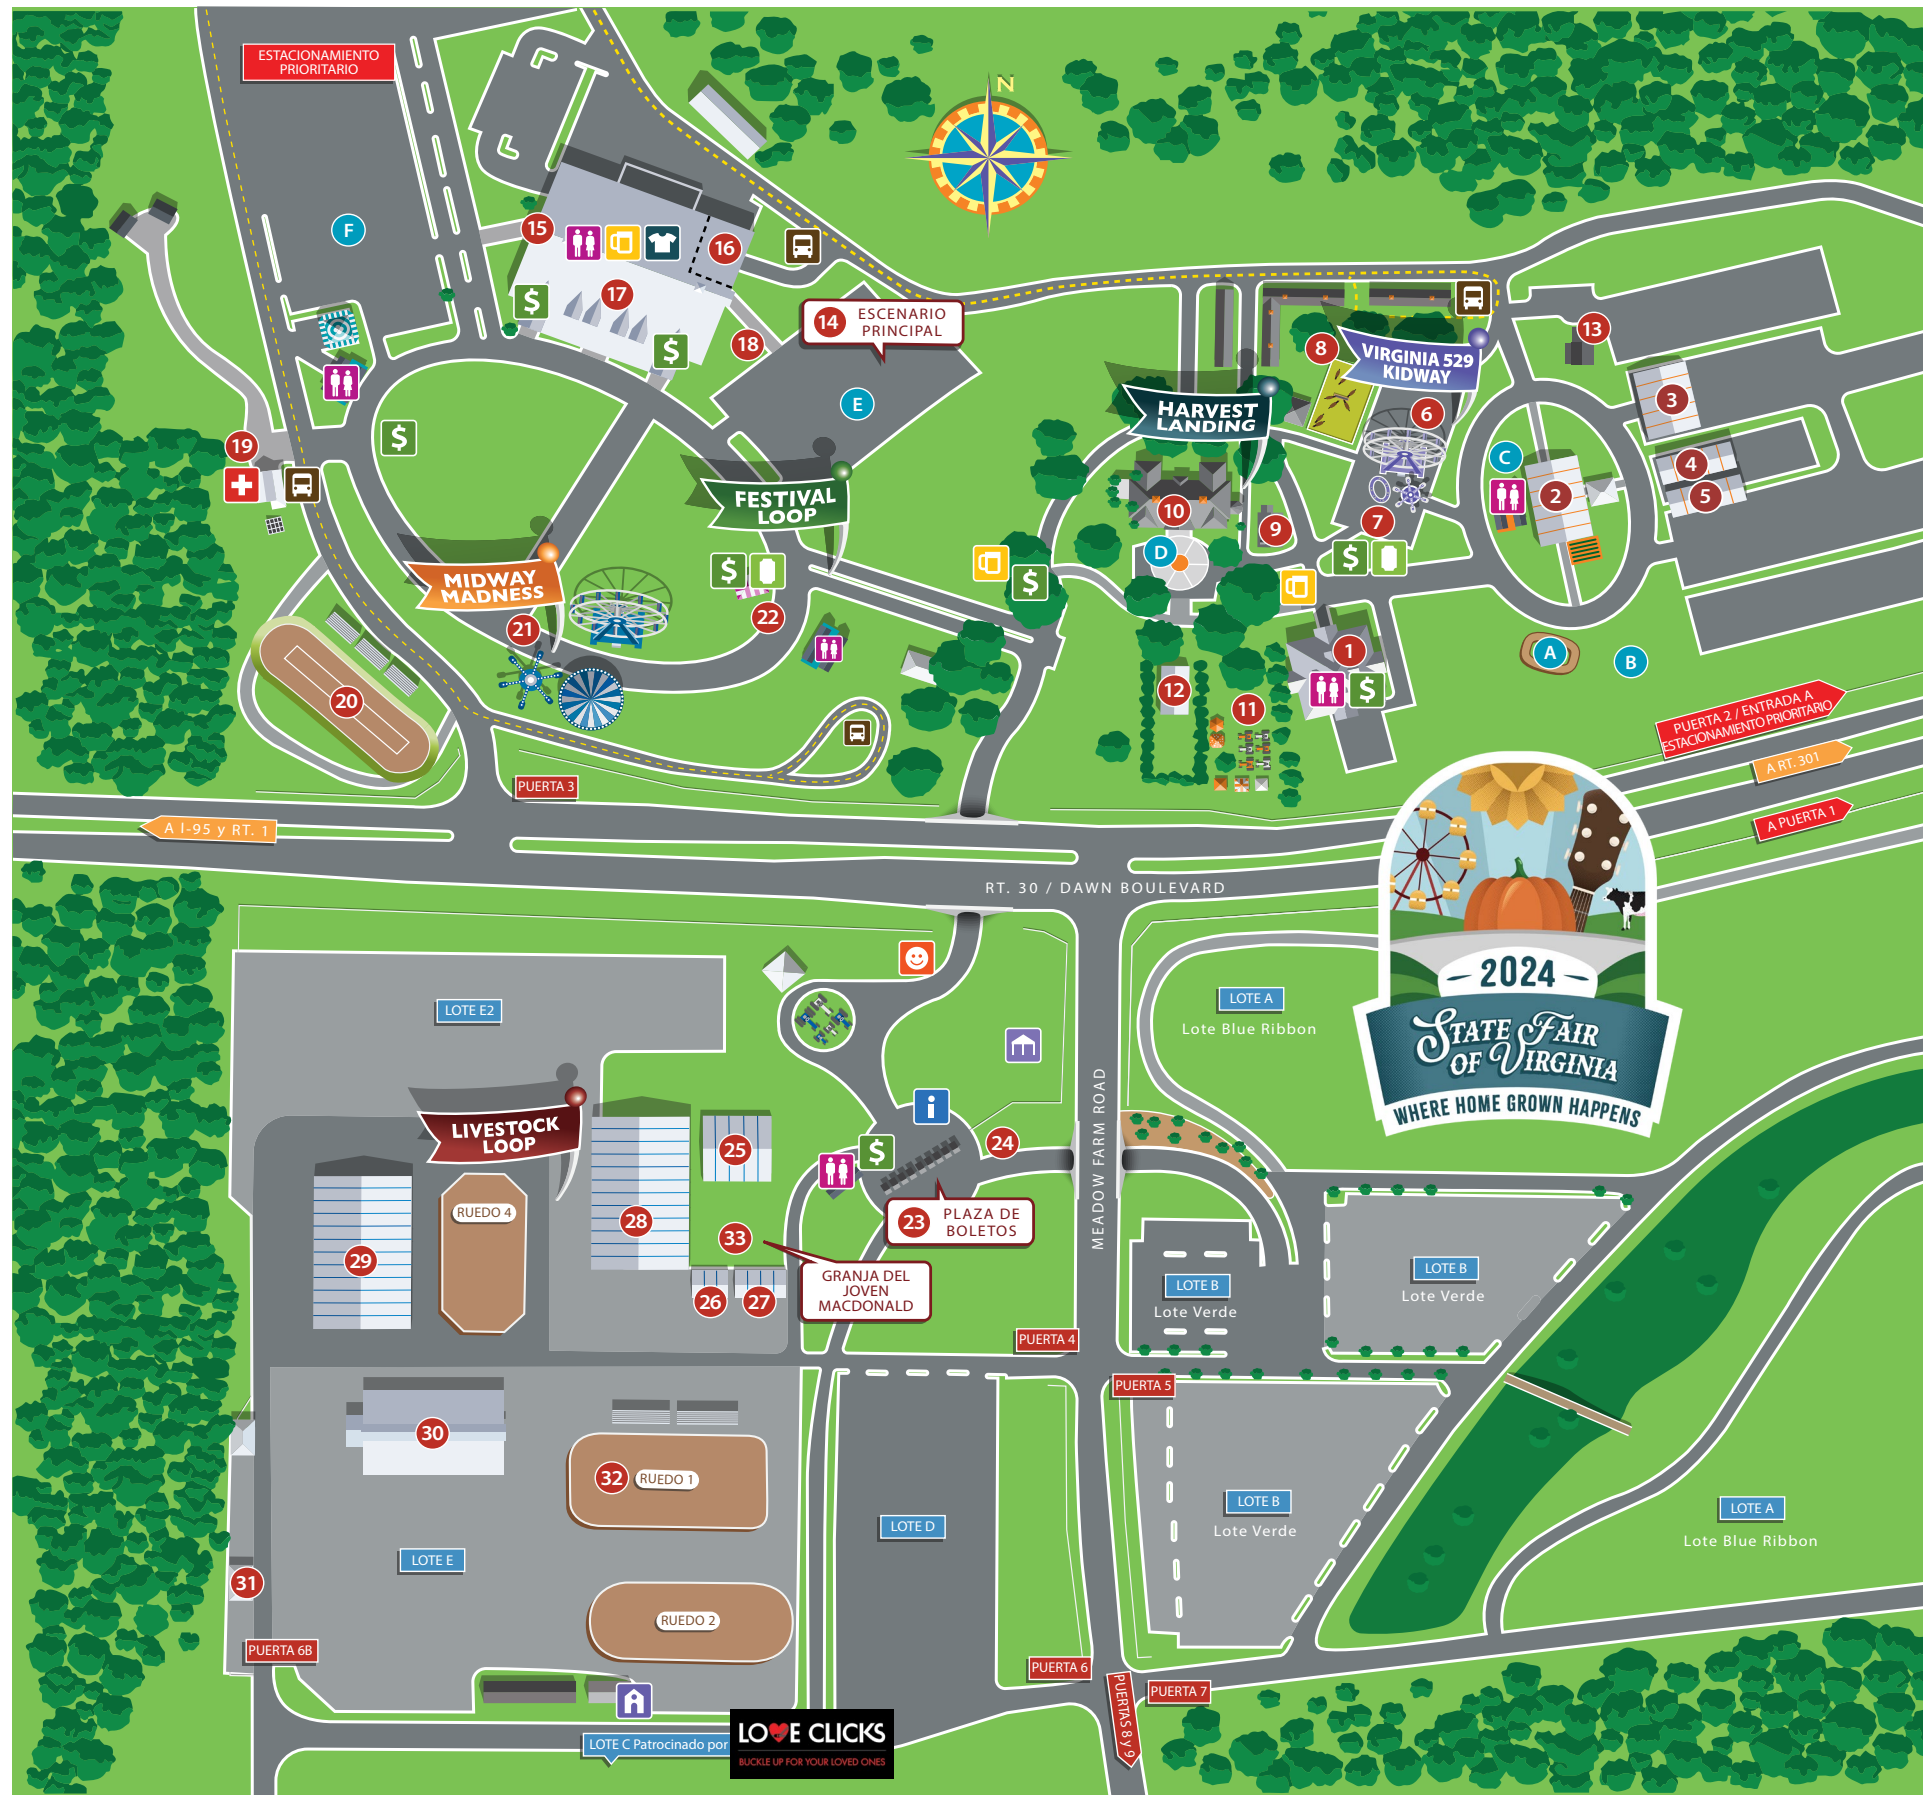 ESTACIONAMIENTO
PRIORITARIO
N
F
15
16
17
$
$
18
14
ESCENARIO
PRINCIPAL
E
13
8
VIRGINIA 529
KIDWAY
3
6
HARVEST
LANDING
19
$
C
4
2
5
10
7
9
D
$
FESTIVAL
LOOP
MIDWAY
MADNESS
$
$
22
21
20
1
$
A
B
12
11
PUERTA 2 / ENTRADA A
ESTACIONAMIENTO PRIORITARIO
A RT. 301
A PUERTA 1
PUERTA 3
A I-95 y RT. 1
RT. 30 / DAWN BOULEVARD
2024
STATE FAIR
OF VIRGINIA
WHERE HOME GROWN HAPPENS
LOTE E2
LOTE A
Lote Blue Ribbon
MEADOW FARM ROAD
i
LIVESTOCK
LOOP
25
$
24
RUEDO 4
28
23
PLAZA DE
BOLETOS
33
29
GRANJA DEL
JOVEN
MACDONALD
26
27
LOTE B
Lote Verde
LOTE B
Lote Verde
PUERTA 4
PUERTA 5
30
32
RUEDO 1
LOTE D
LOTE B
Lote Verde
LOTE A
Lote Blue Ribbon
LOTE E
31
RUEDO 2
PUERTA 6B
PUERTA 6
PUERTA 7
PUERTAS 8 y 9
LOTE C Patrocinado por
LOVE CLICKS
BUCKLE UP FOR YOUR LOVED ONES